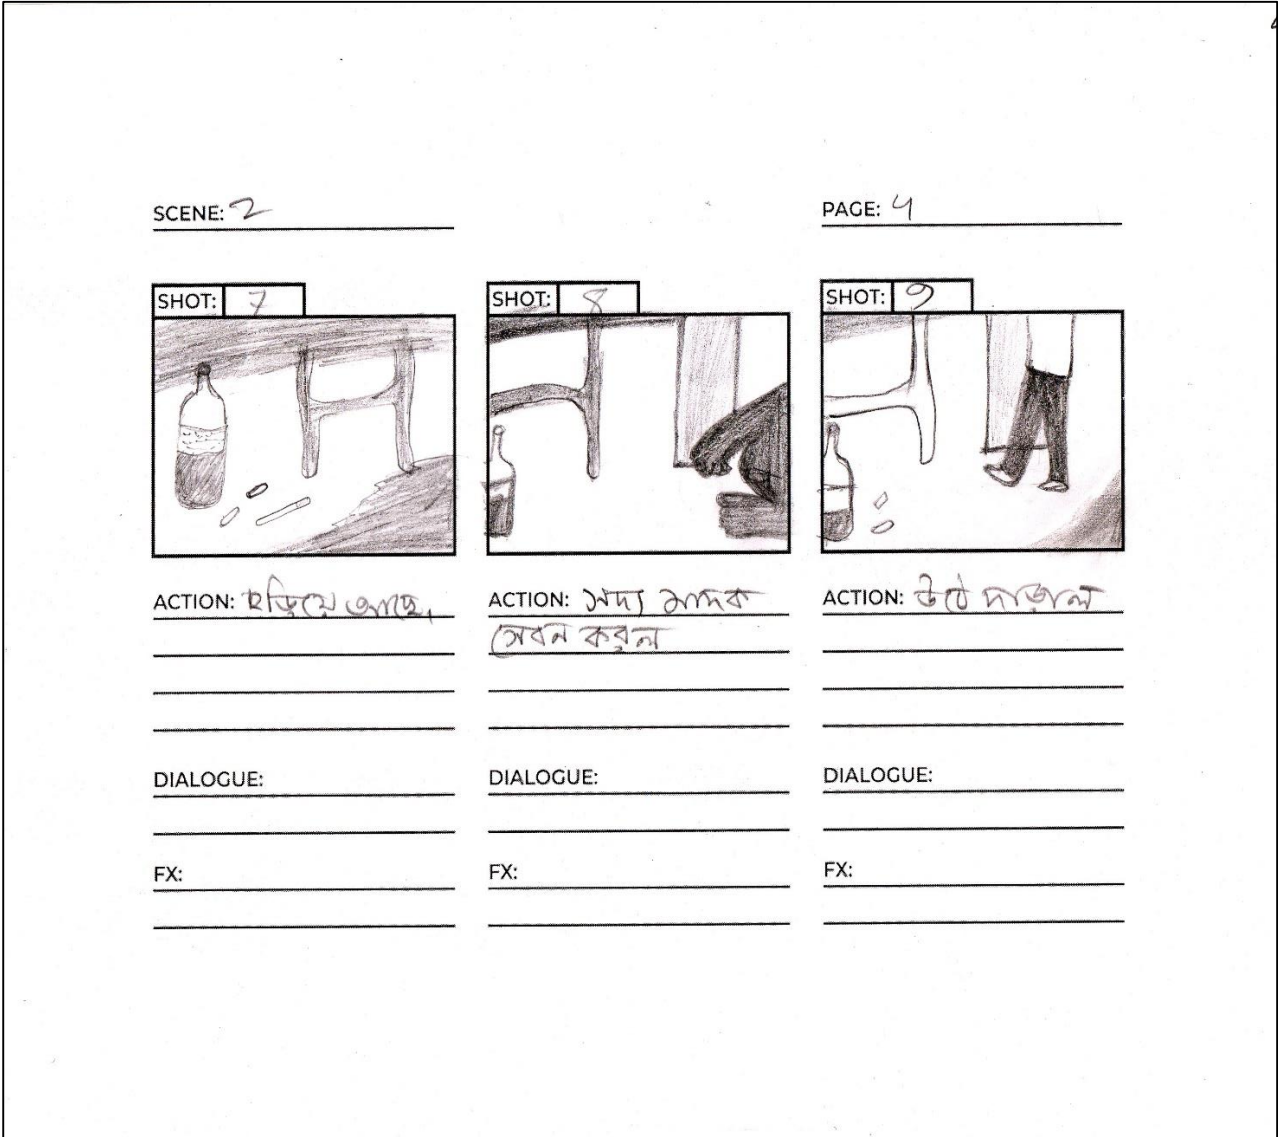 SCENE: 2
PAGE: 4
SHOT: 7
SHOT: 8
SHOT: 9
ACTION: ছড়িয়ে আছে,
ACTION: সদ্য মাদক
সেবন করল
ACTION: উঠে দাড়াল
DIALOGUE:
DIALOGUE:
DIALOGUE:
FX:
FX:
FX: